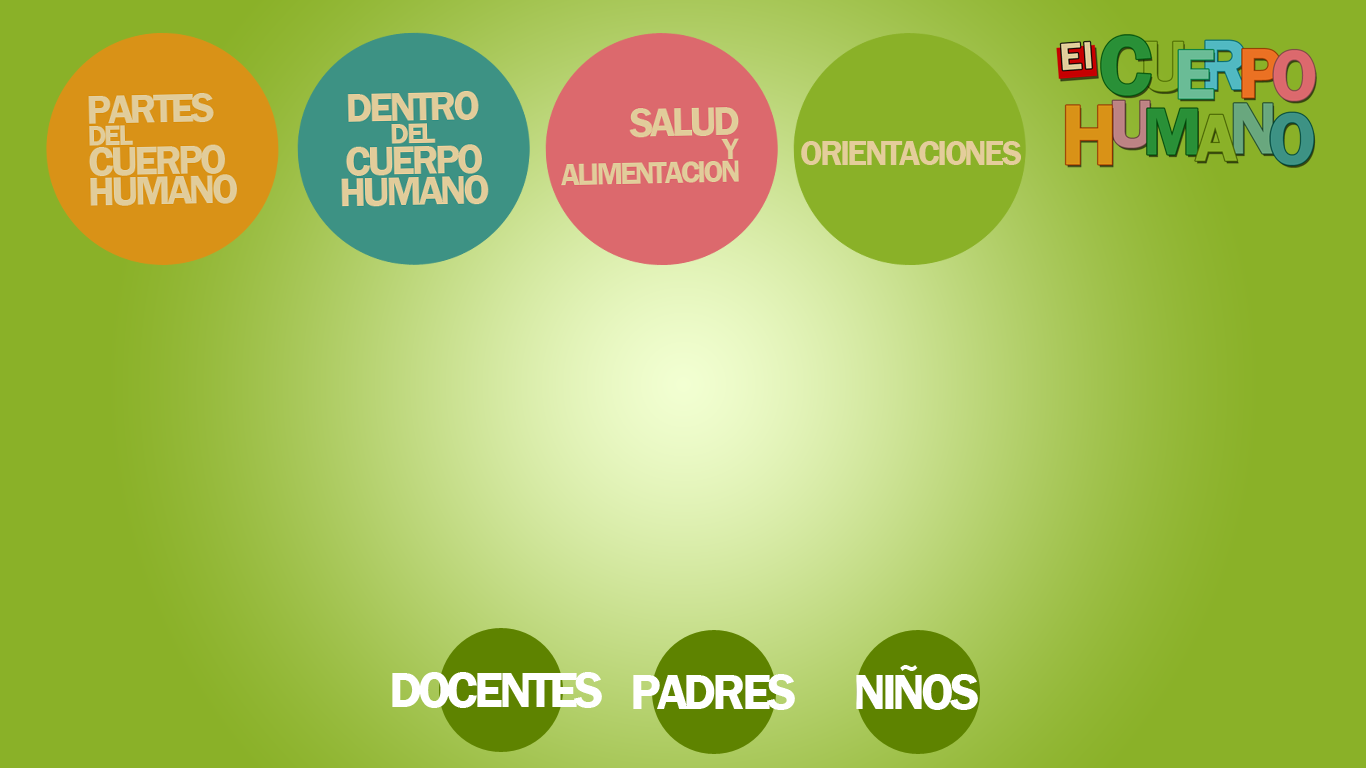 PARTES
DEL
CUERPO
HUMANO
DENTRO
DEL
CUERPO
HUMANO
SALUD
Y
ALIMENTACION
ORIENTACIONES
El CUERPO
HUMANO
DOCENTES
PADRES
NIÑOS